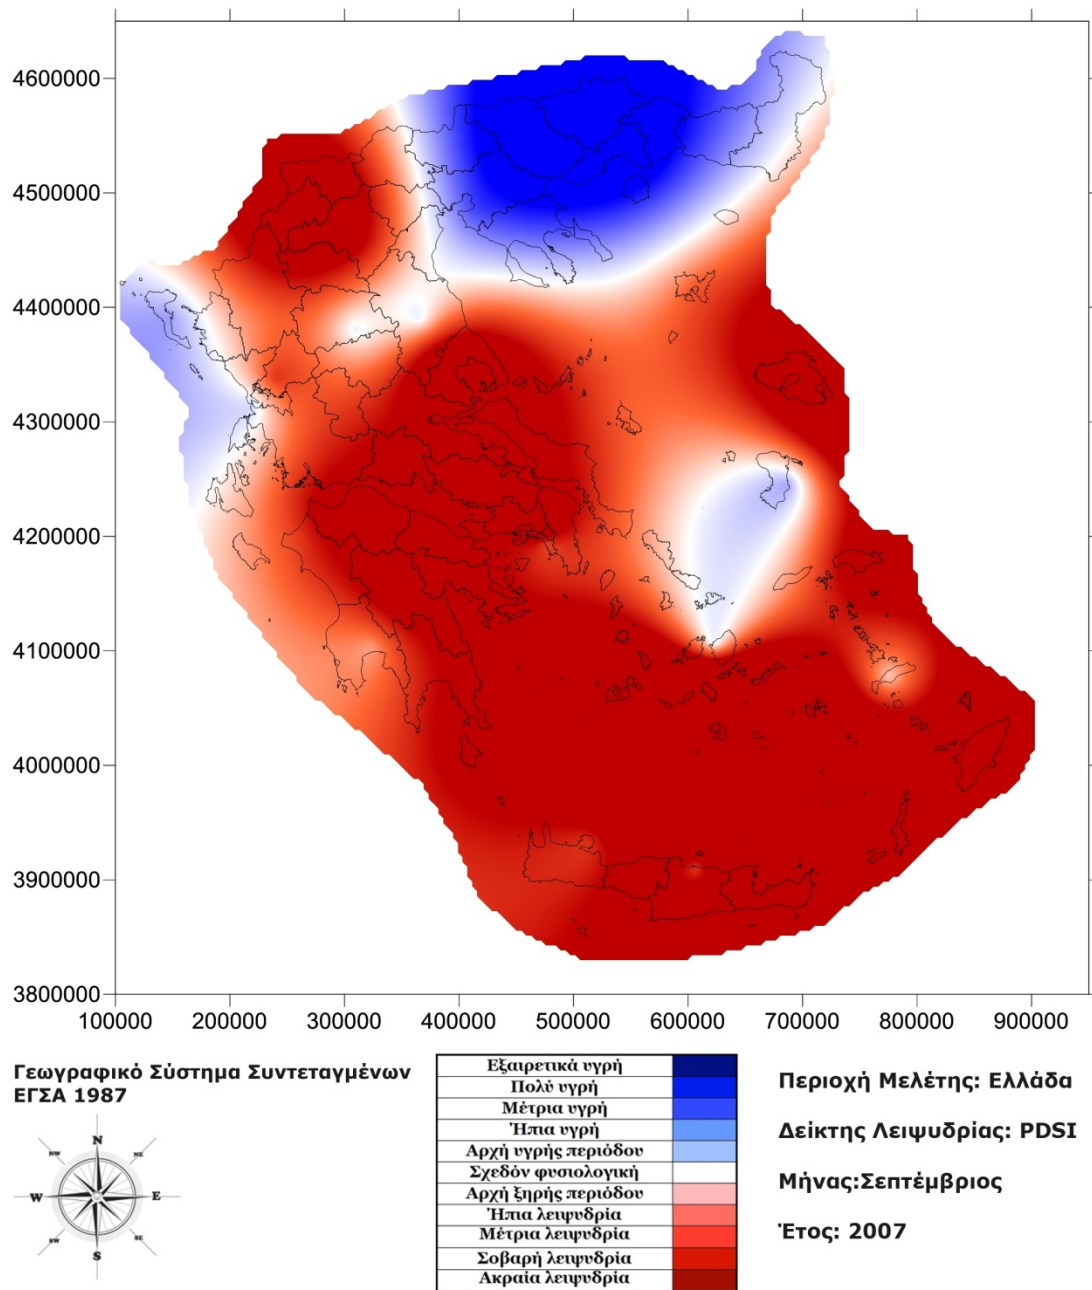 4600000
4500000
4400000
4300000
4200000
4100000
4000000
3900000
3800000
100000 200000 300000 400000 500000 600000 700000 800000 900000
Γεωγραφικό Σύστημα Συντεταγμένων
ΕΓΣΑ 1987
N
NW NE
W E
SW SE
S
Εξαιρετικά υγρή
Πολύ υγρή
Μέτρια υγρή
Ήπια υγρή
Αρχή υγρής περιόδου
Σχεδόν φυσιολογική
Αρχή ξηρής περιόδου
Ήπια λειψυδρία
Μέτρια λειψυδρία
Σοβαρή λειψυδρία
Ακραία λειψυδρία
Περιοχή Μελέτης: Ελλάδα
Δείκτης Λειψυδρίας: PDSI
Μήνας:Σεπτέμβριος
Έτος: 2007